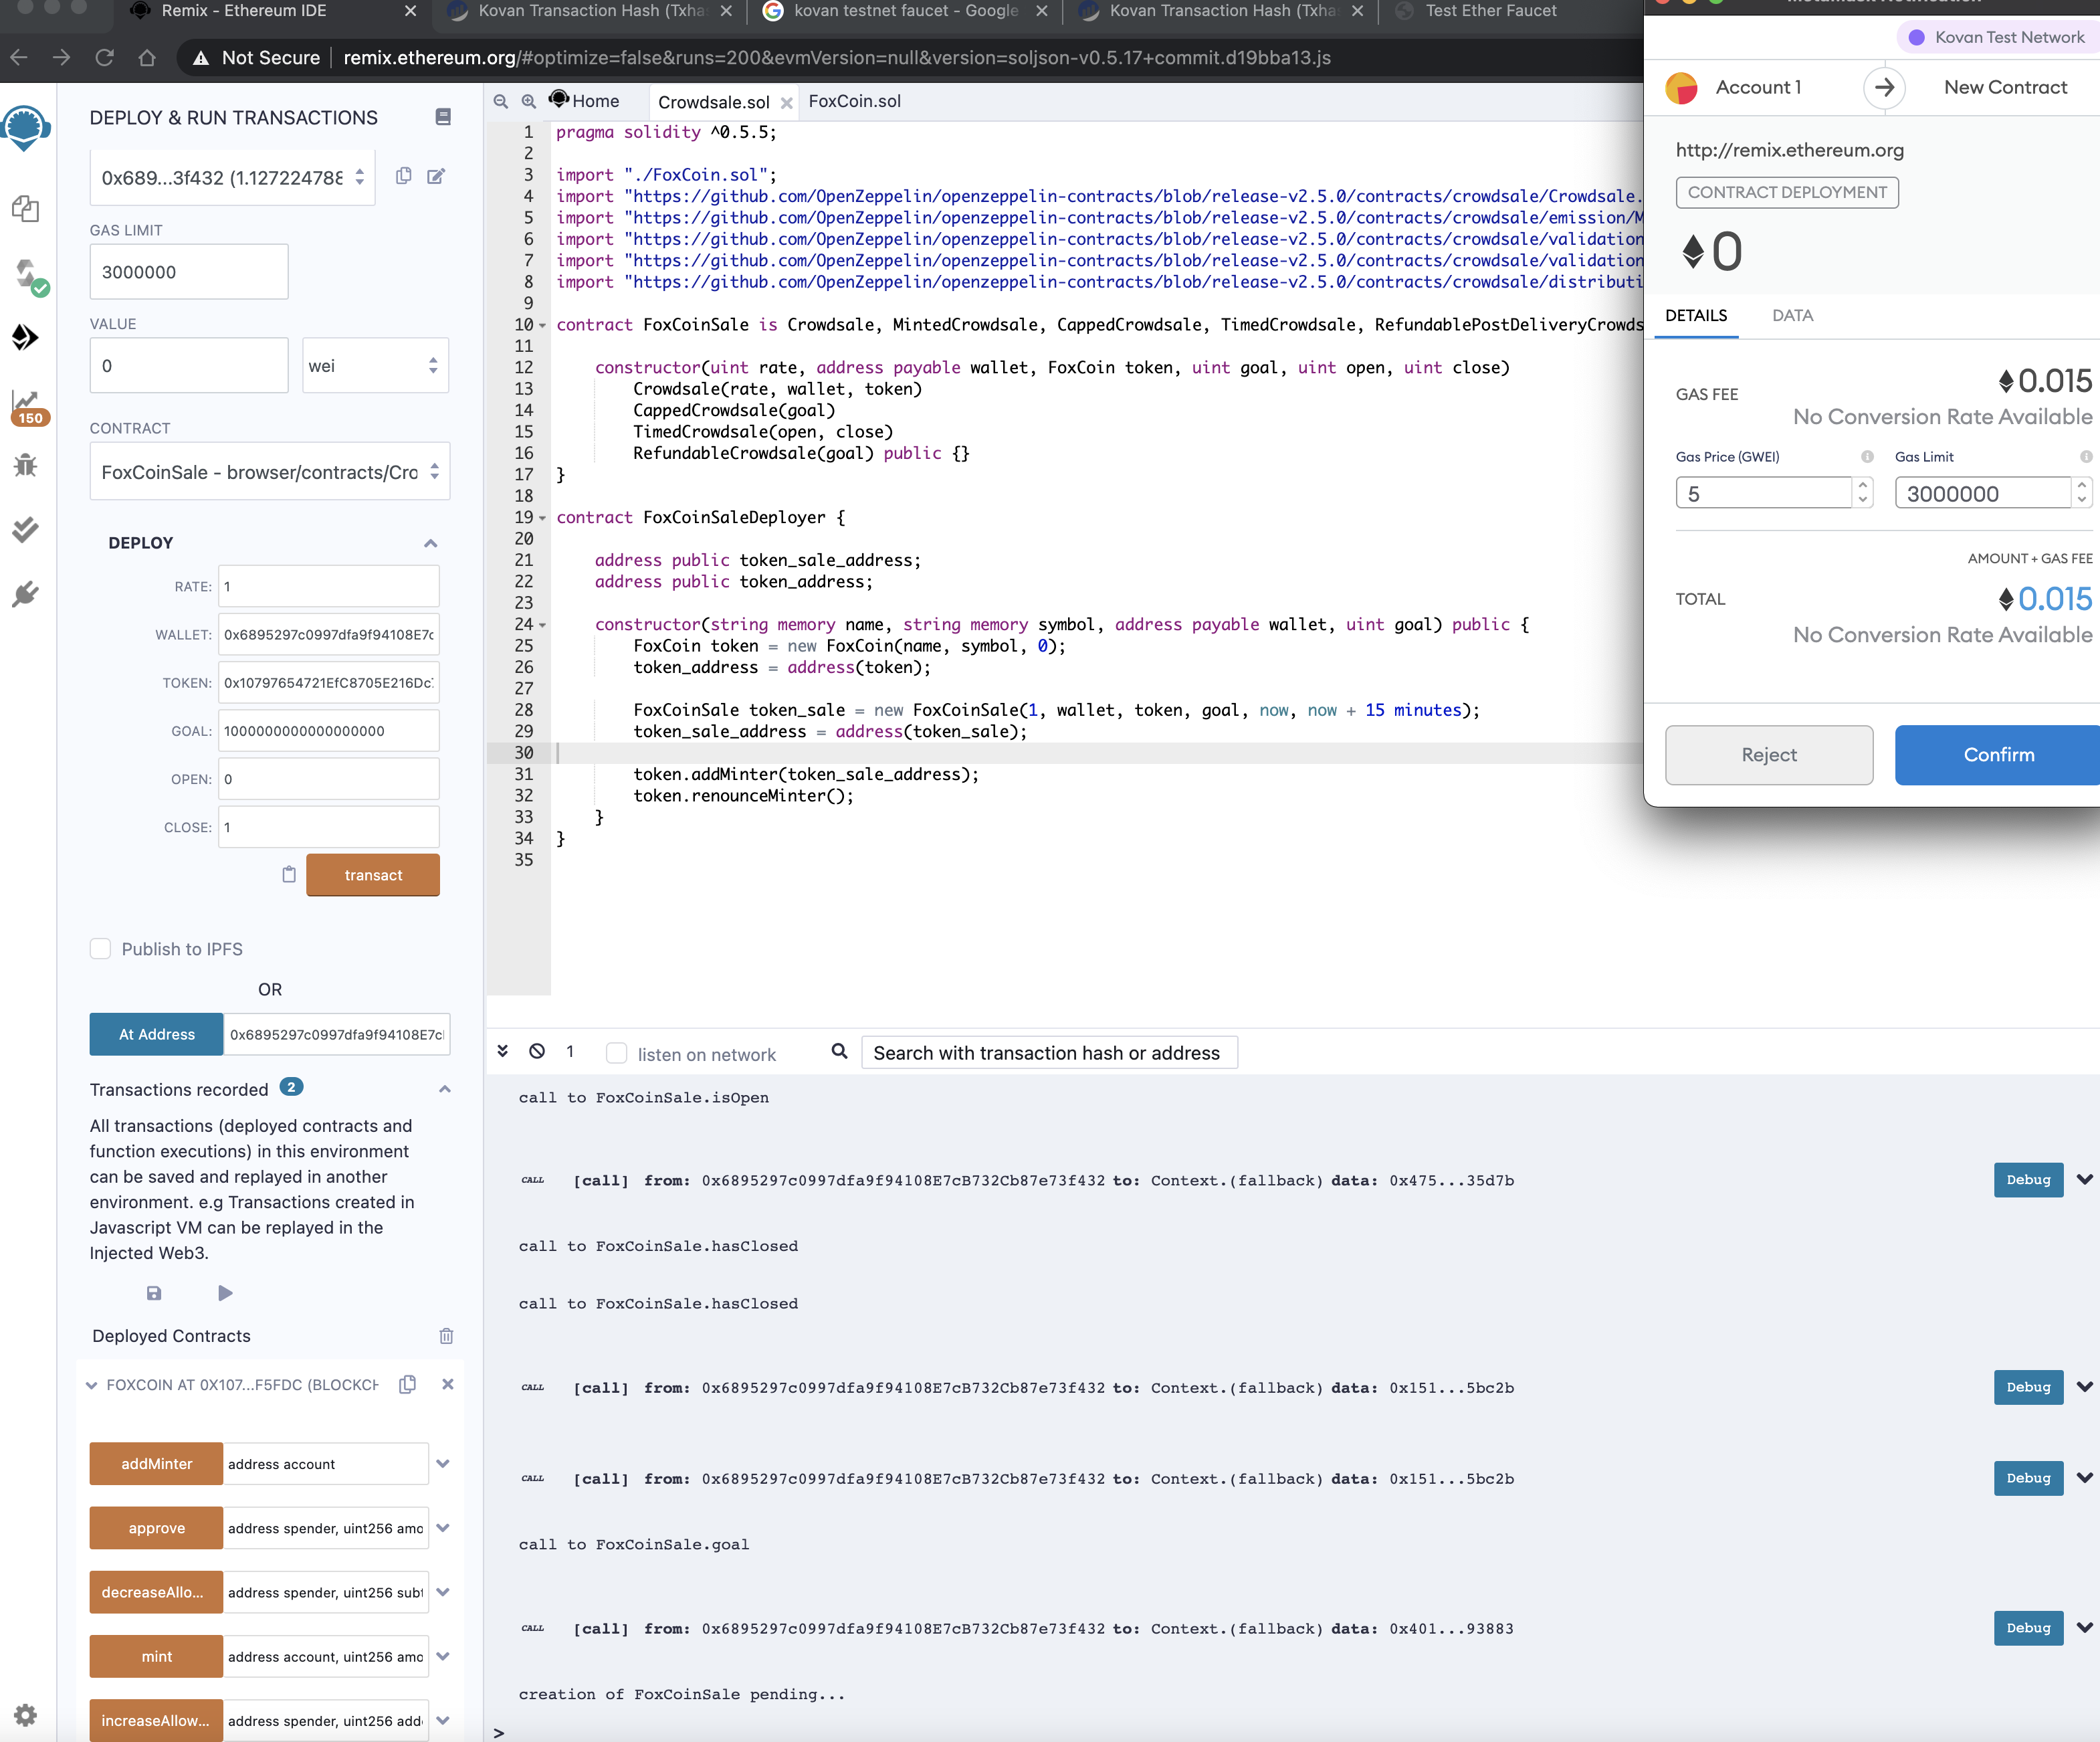 Remix - Ethereum IDE
Kovan Transaction Hash (Txha
kovan testnet faucet - Google
Kovan Transaction Hash (Txha
Test Ether Faucet
Not Secure
remix.ethereum.org/#optimize=false&runs=200&evmVersion=null&version=soljson-v0.5.17+commit.d19bba13.js
DEPLOY & RUN TRANSACTIONS
0x689...3f432 (1.127224788
GAS LIMIT
3000000
VALUE
0
wei
150
CONTRACT
FoxCoinSale - browser/contracts/Cro
DEPLOY
RATE: 1
WALLET: 0x6895297c0997dfa9f94108E7c
TOKEN: 0x10797654721EfC8705E216Dc
GOAL: 1000000000000000000
OPEN: 0
CLOSE: 1
transact
Publish to IPFS
OR
At Address
0x6895297c0997dfa9f94108E7c
Transactions recorded 2
All transactions (deployed contracts and
function executions) in this environment
can be saved and replayed in another
environment. e.g Transactions created in
Javascript VM can be replayed in the
Injected Web3.
Deployed Contracts
FOXCOIN AT 0X107...F5FDC (BLOCKCH
addMinter address account
approve address spender, uint256 amo
decreaseAllo... address spender, uint256 subt
mint address account, uint256 amo
increaseAllow... address spender, uint256 adde
Home
Crowdsale.sol
FoxCoin.sol
1 pragma solidity ^0.5.5;
2
3 import "./FoxCoin.sol";
4 import "https://github.com/OpenZeppelin/openzeppelin-contracts/blob/release-v2.5.0/contracts/crowdsale/Crowdsale.
5 import "https://github.com/OpenZeppelin/openzeppelin-contracts/blob/release-v2.5.0/contracts/crowdsale/emission/M
6 import "https://github.com/OpenZeppelin/openzeppelin-contracts/blob/release-v2.5.0/contracts/crowdsale/validation
7 import "https://github.com/OpenZeppelin/openzeppelin-contracts/blob/release-v2.5.0/contracts/crowdsale/validation
8 import "https://github.com/OpenZeppelin/openzeppelin-contracts/blob/release-v2.5.0/contracts/crowdsale/distributi
9
10 contract FoxCoinSale is Crowdsale, MintedCrowdsale, CappedCrowdsale, TimedCrowdsale, RefundablePostDeliveryCrowds
11
12 constructor(uint rate, address payable wallet, FoxCoin token, uint goal, uint open, uint close)
13 Crowdsale(rate, wallet, token)
14 CappedCrowdsale(goal)
15 TimedCrowdsale(open, close)
16 RefundableCrowdsale(goal) public {}
17 }
18
19 contract FoxCoinSaleDeployer {
20
21 address public token_sale_address;
22 address public token_address;
23
24 constructor(string memory name, string memory symbol, address payable wallet, uint goal) public {
25 FoxCoin token = new FoxCoin(name, symbol, 0);
26 token_address = address(token);
27
28 FoxCoinSale token_sale = new FoxCoinSale(1, wallet, token, goal, now, now + 15 minutes);
29 token_sale_address = address(token_sale);
30
31 token.addMinter(token_sale_address);
32 token.renounceMinter();
33 }
34 }
35
1
listen on network
Search with transaction hash or address
call to FoxCoinSale.isOpen
CALL [call] from: 0x6895297c0997dfa9f94108E7cB732Cb87e73f432 to: Context.(fallback) data: 0x475...35d7b
Debug
call to FoxCoinSale.hasClosed
call to FoxCoinSale.hasClosed
CALL [call] from: 0x6895297c0997dfa9f94108E7cB732Cb87e73f432 to: Context.(fallback) data: 0x151...5bc2b
Debug
CALL [call] from: 0x6895297c0997dfa9f94108E7cB732Cb87e73f432 to: Context.(fallback) data: 0x151...5bc2b
Debug
call to FoxCoinSale.goal
CALL [call] from: 0x6895297c0997dfa9f94108E7cB732Cb87e73f432 to: Context.(fallback) data: 0x401...93883
Debug
creation of FoxCoinSale pending...
>
MetaMask Notification
Kovan Test Network
Account 1
New Contract
http://remix.ethereum.org
CONTRACT DEPLOYMENT
0
DETAILS
DATA
GAS FEE
0.015
No Conversion Rate Available
Gas Price (GWEI)
Gas Limit
5
3000000
AMOUNT + GAS FEE
TOTAL
0.015
No Conversion Rate Available
Reject
Confirm